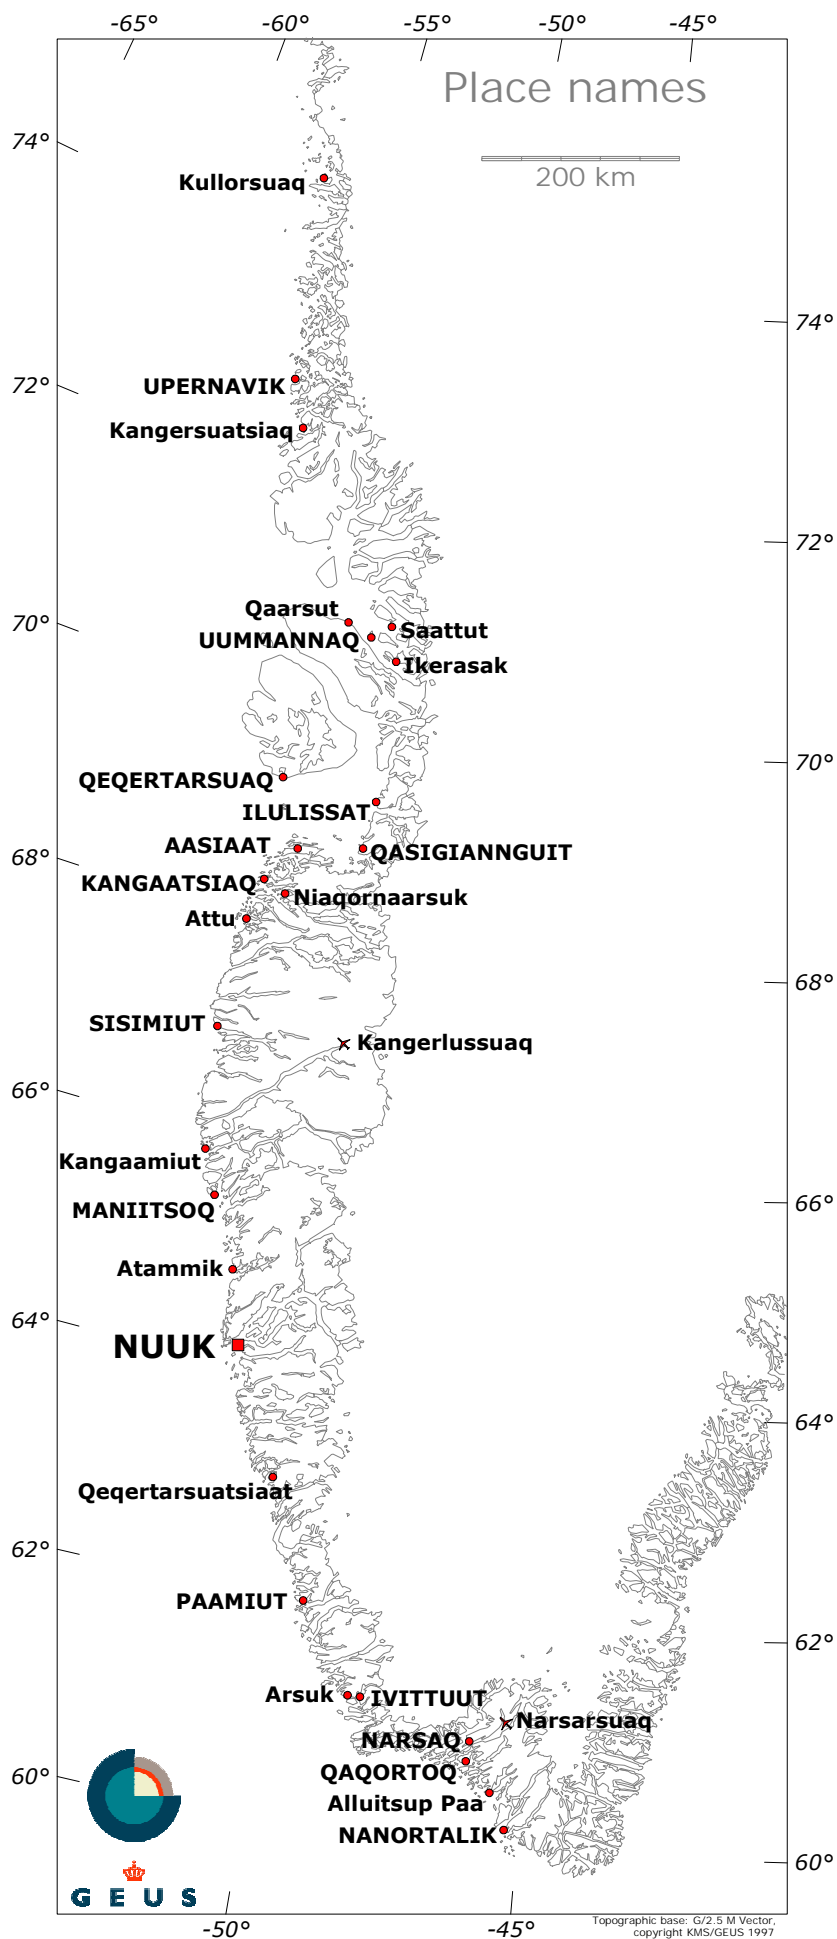 -65° -60° -55° -50° -45°
Place names
74°
200 km
Kullorsuaq
74°
72°
UPERNAVIK
Kangersuatsiaq
72°
Qaarsut
70°
Saattut
UUMMANNAQ
Ikerasak
70°
QEQERTARSUAQ
ILULISSAT
AASIAAT
QASIGIANNGUIT
68°
KANGAATSIAQ
Niaqornaarsuk
Attu
68°
SISIMIUT
Kangerlussuaq
66°
Kangaamiut
66°
MANIITSOQ
Atammik
64°
NUUK
64°
Qeqertarsuatsiaat
62°
PAAMIUT
62°
Arsuk
IVITTUUT
Narsarsuaq
NARSAQ
QAQORTOQ
60°
Alluitsup Paa
NANORTALIK
60°
G E U S
-50° -45°
Topographic base: G/2.5 M Vector,
copyright KMS/GEUS 1997